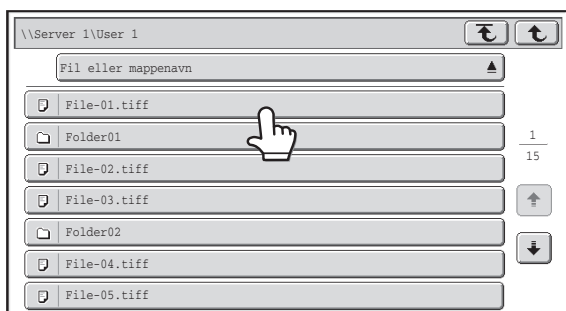 \\Server 1\User 1
Fil eller mappenavn
File-01.tiff
Folder01
File-02.tiff
File-03.tiff
Folder02
File-04.tiff
File-05.tiff
1
15